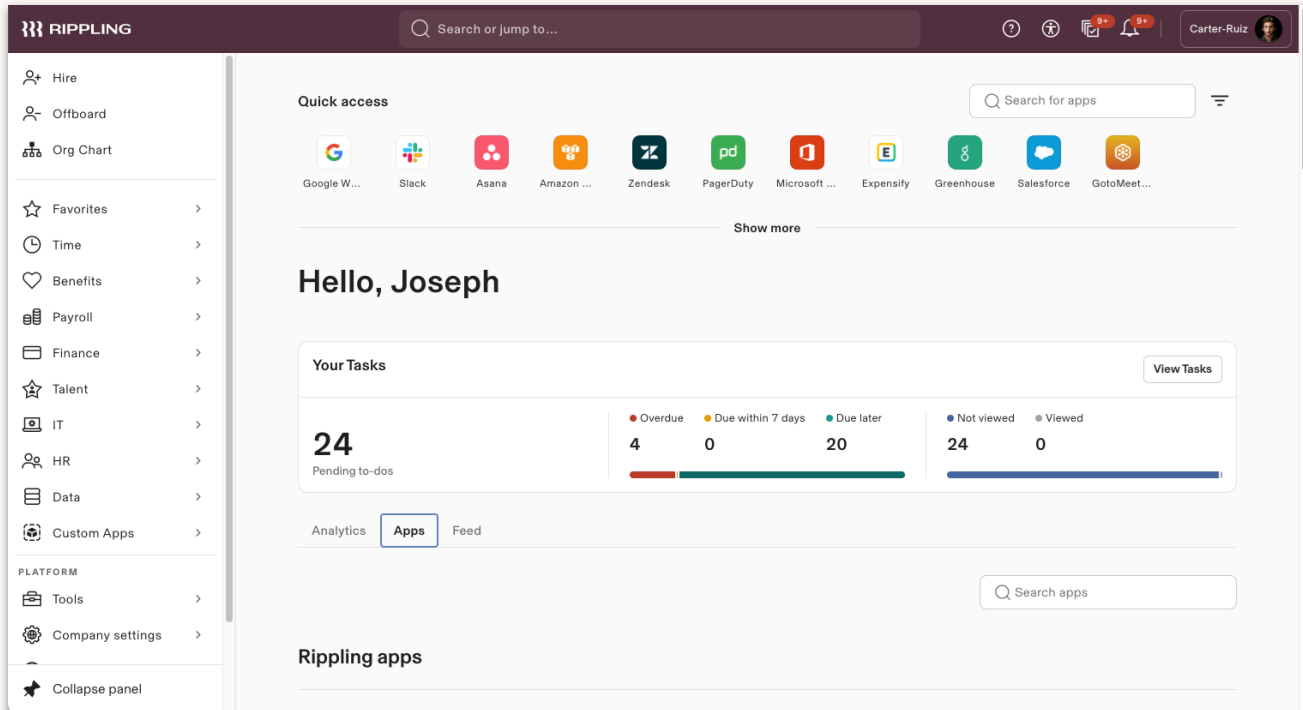 RIPPLING
Search or jump to...
?
9+
9+
Carter-Ruiz
Hire
Offboard
Org Chart
Favorites
Time
Benefits
Payroll
Finance
Talent
IT
HR
Data
Custom Apps
PLATFORM
Tools
Company settings
Collapse panel
Quick access
Search for apps
G
pd
E
Google W...
Slack
Asana
Amazon ...
Zendesk
PagerDuty
Microsoft ...
Expensify
Greenhouse
Salesforce
GotoMeet...
Show more
Hello, Joseph
Your Tasks
View Tasks
24
Pending to-dos
Overdue
Due within 7 days
Due later
4
0
20
Not viewed
Viewed
24
0
Analytics
Apps
Feed
Search apps
Rippling apps